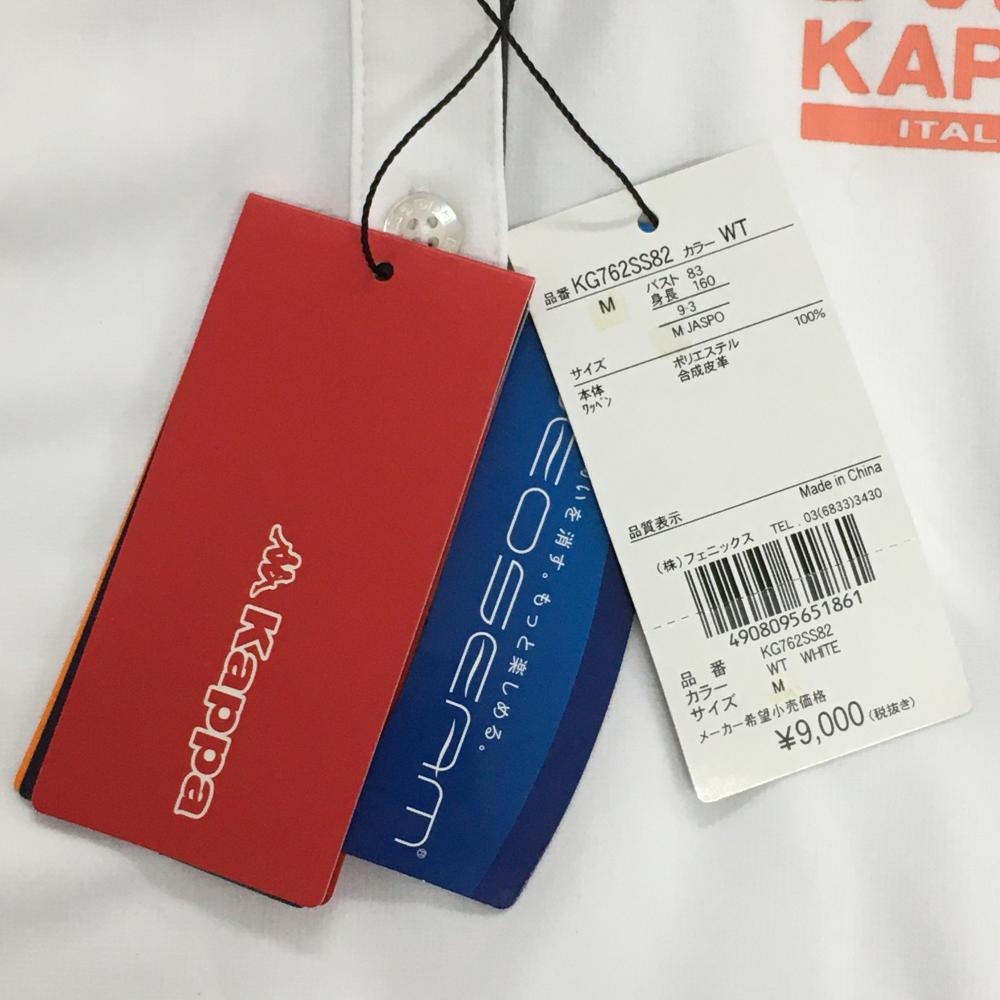 KAP
ITAL
Kappa
DEOSEAM®
いを消す。もっと楽しめる。
品番 KG762SS82 カラー WT
M バスト 83
身長 160
9-3
M JASPO
サイズ
100%
本体 ポリエステル
ワッペン 合成皮革
品質表示
Made in China
(株)フェニックス TEL . 03(6833)3430
4908095651861
品 番 KG762SS82
カラー WT WHITE
サイズ M
メーカー希望小売価格
¥9,000(税抜き)